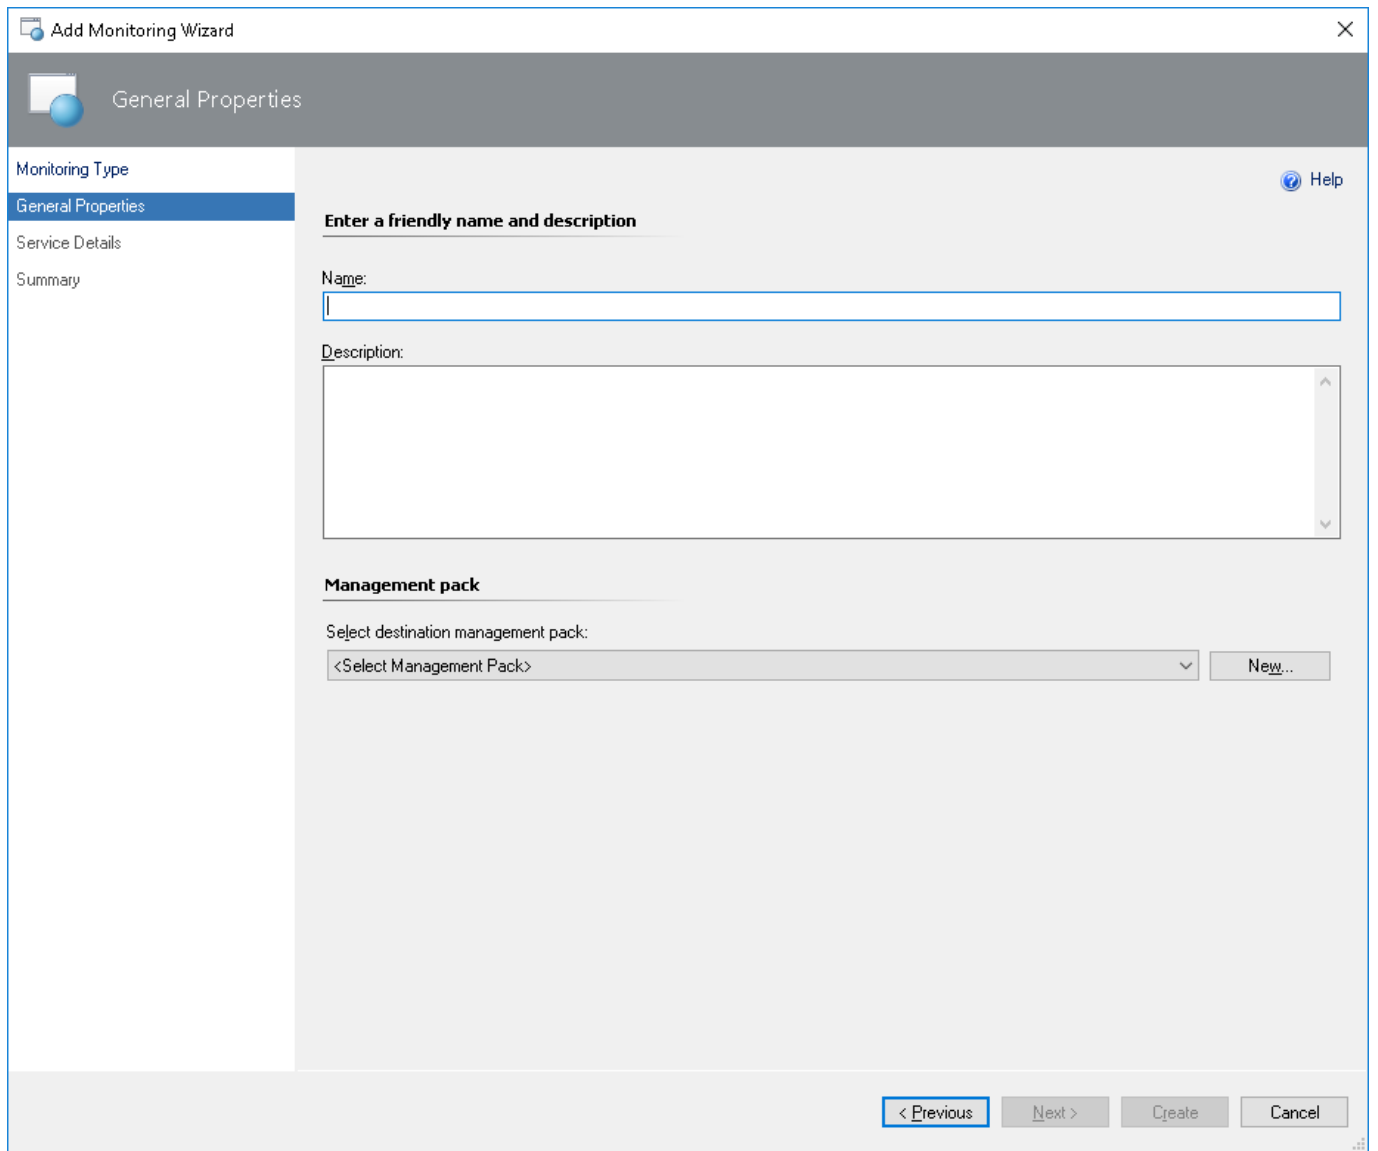 Add Monitoring Wizard
General Properties
Monitoring Type
General Properties
Service Details
Summary
Help
Enter a friendly name and description
Name:
Description:
Management pack
Select destination management pack:
<Select Management Pack>
New...
< Previous
Next >
Create
Cancel